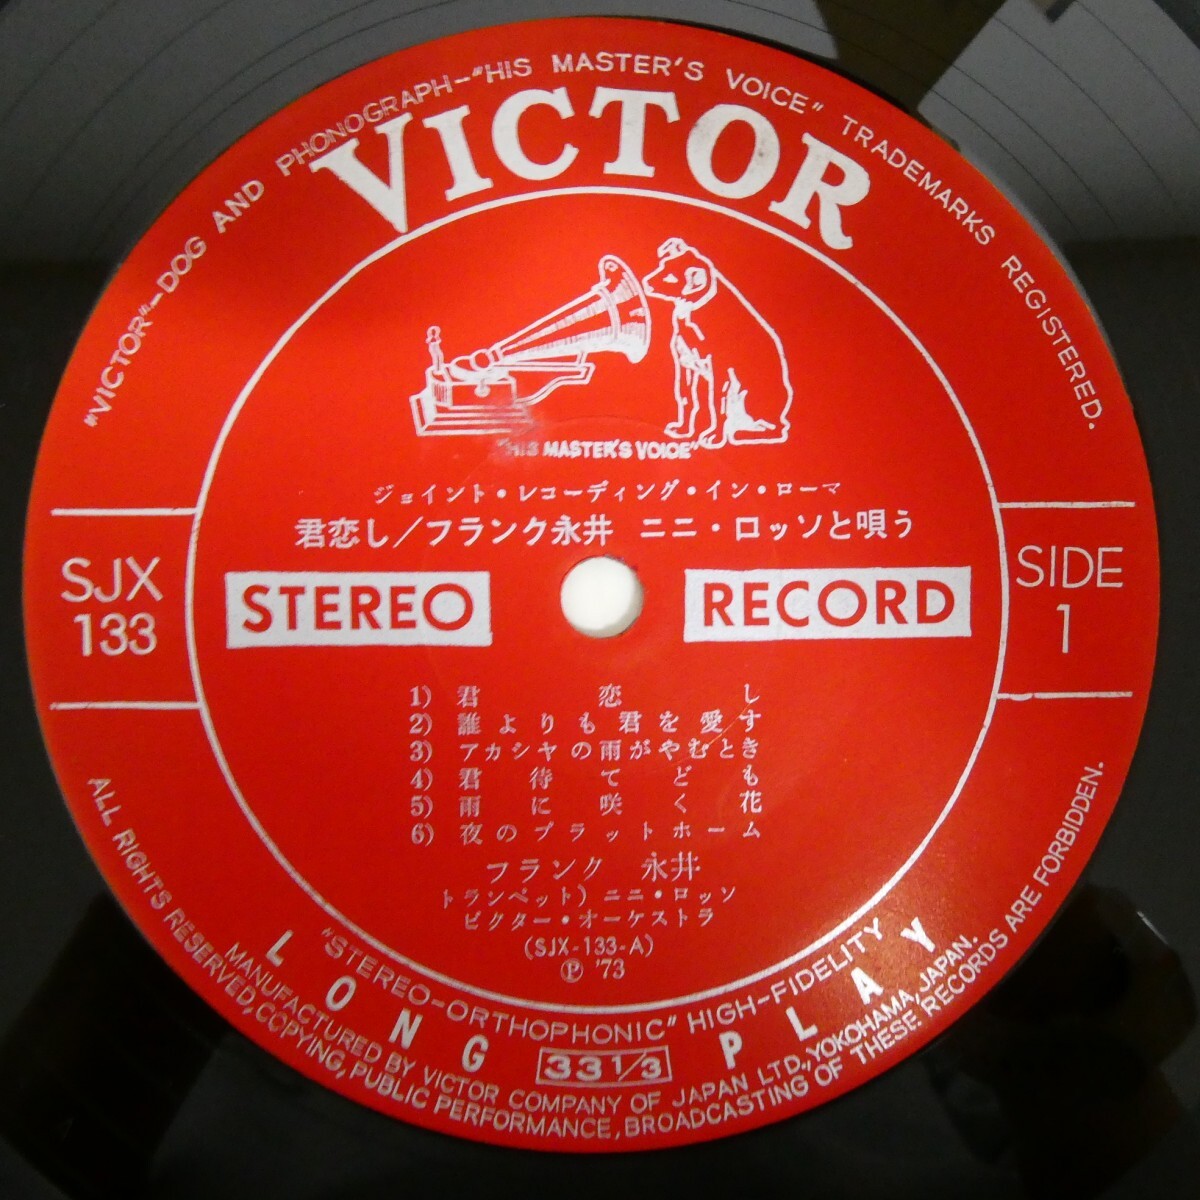 "VICTOR"-DOG AND PHONOGRAPH-"HIS MASTER'S VOICE" TRADEMARKS REGISTERED.
VICTOR
"HIS MASTER'S VOICE"
ジョイント・レコーディング・イン・ローマ
君恋し/フランク永井 ニニ・ロッソと唄う
SJX
133
STEREO RECORD
SIDE
1
1) 君恋し
2) 誰よりも君を愛す
3) アカシヤの雨がやむとき
4) 君待てども
5) 雨に咲く花
6) 夜のプラットホーム
フランク 永井
トランペット) ニニ・ロッソ
ビクター・オーケストラ
(SJX-133-A)
Ⓟ '73
"STEREO-ORTHOPHONIC" HIGH-FIDELITY
LONG PLAY
33 1/3
MANUFACTURED BY VICTOR COMPANY OF JAPAN LTD., YOKOHAMA, JAPAN.
ALL RIGHTS RESERVED, COPYING, PUBLIC PERFORMANCE, BROADCASTING OF THESE RECORDS ARE FORBIDDEN.